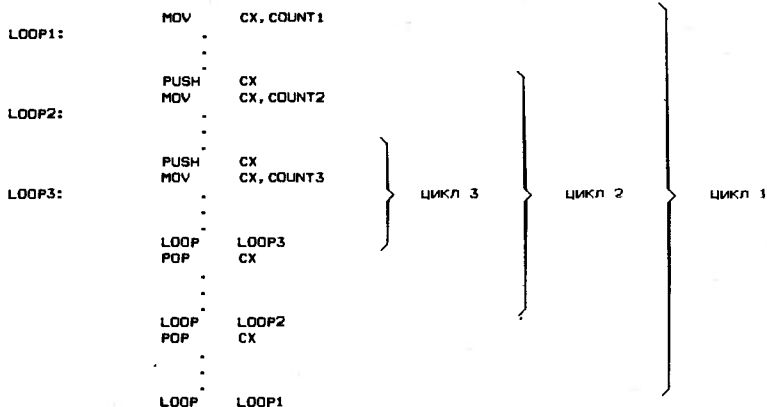 MOV CX,COUNT1
LOOP1:
.
.
.
PUSH CX
MOV CX,COUNT2
LOOP2:
.
.
.
PUSH CX
MOV CX,COUNT3
LOOP3: цикл 3 цикл 2 цикл 1
.
.
.
LOOP LOOP3
POP CX
.
.
.
LOOP LOOP2
POP CX
.
.
.
LOOP LOOP1